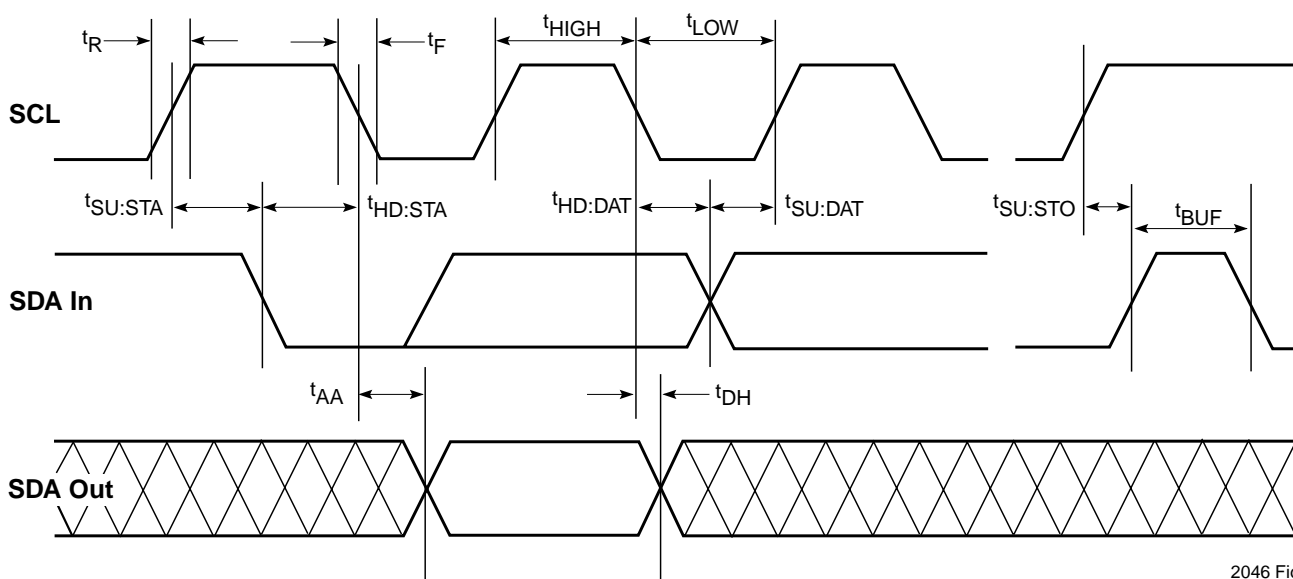 tR
tF
tHIGH
tLOW
SCL
tSU:STA
tHD:STA
tHD:DAT
tSU:DAT
tSU:STO
tBUF
SDA In
tAA
tDH
SDA Out
2046